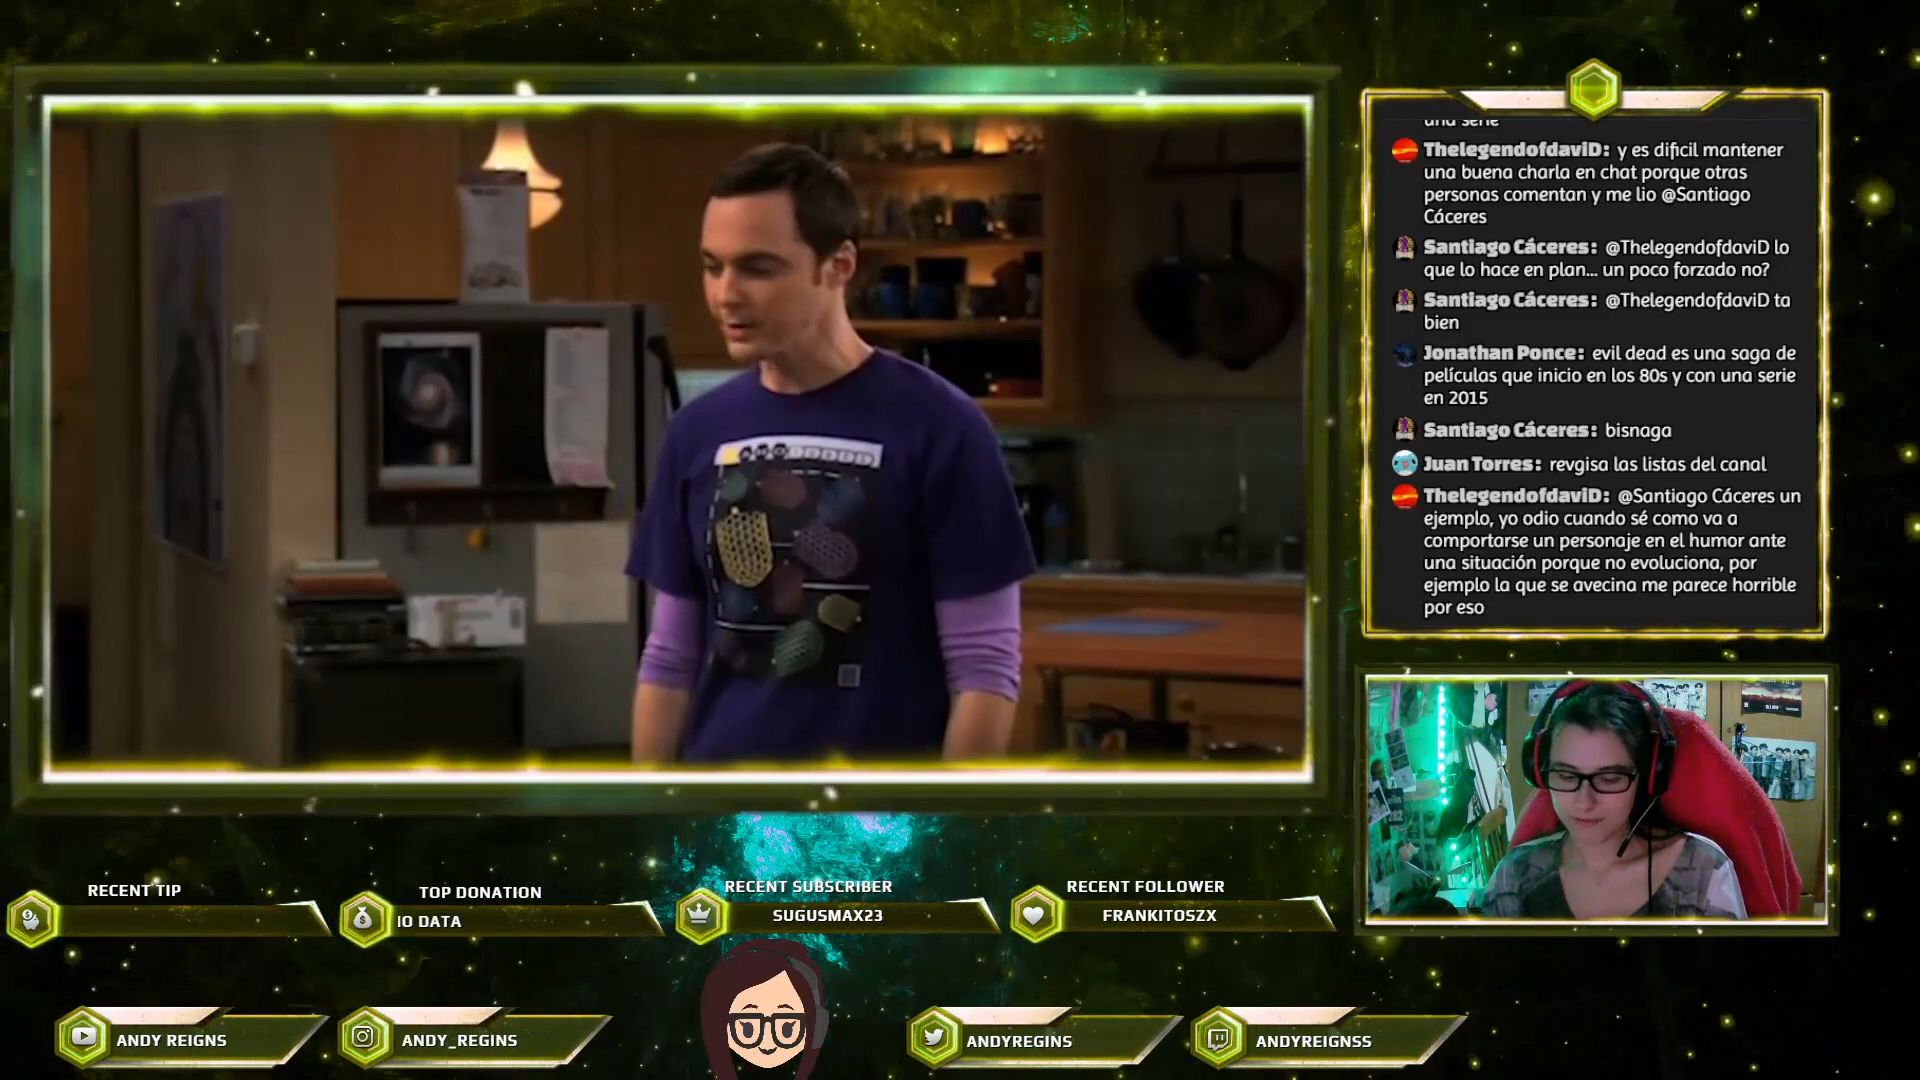 una serie
ThelegendofdaviD: y es dificil mantener
una buena charla en chat porque otras
personas comentan y me lio @Santiago
Cáceres
Santiago Cáceres: @ThelegendofdaviD lo
que lo hace en plan... un poco forzado no?
Santiago Cáceres: @ThelegendofdaviD ta
bien
Jonathan Ponce: evil dead es una saga de
películas que inicio en los 80s y con una serie
en 2015
Santiago Cáceres: bisnaga
Juan Torres: revgisa las listas del canal
ThelegendofdaviD: @Santiago Cáceres un
ejemplo, yo odio cuando sé como va a
comportarse un personaje en el humor ante
una situación porque no evoluciona, por
ejemplo la que se avecina me parece horrible
por eso
RECENT TIP
TOP DONATION
IO DATA
RECENT SUBSCRIBER
SUGUSMAX23
RECENT FOLLOWER
FRANKITOSZX
ANDY REIGNS
ANDY_REGINS
ANDYREGINS
ANDYREIGNSS